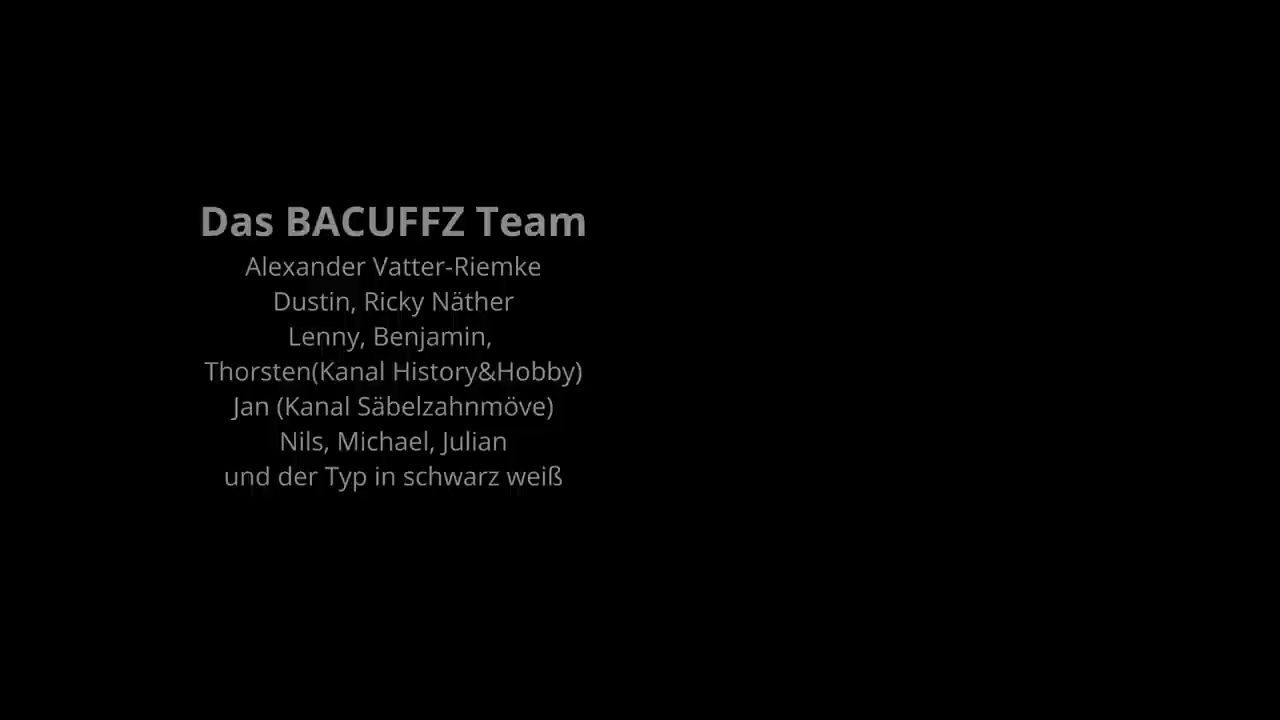 Das BACUFFZ Team
Alexander Vatter-Riemke
Dustin, Ricky Näther
Lenny, Benjamin,
Thorsten(Kanal History&Hobby)
Jan (Kanal Säbelzahnmöve)
Nils, Michael, Julian
und der Typ in schwarz weiß